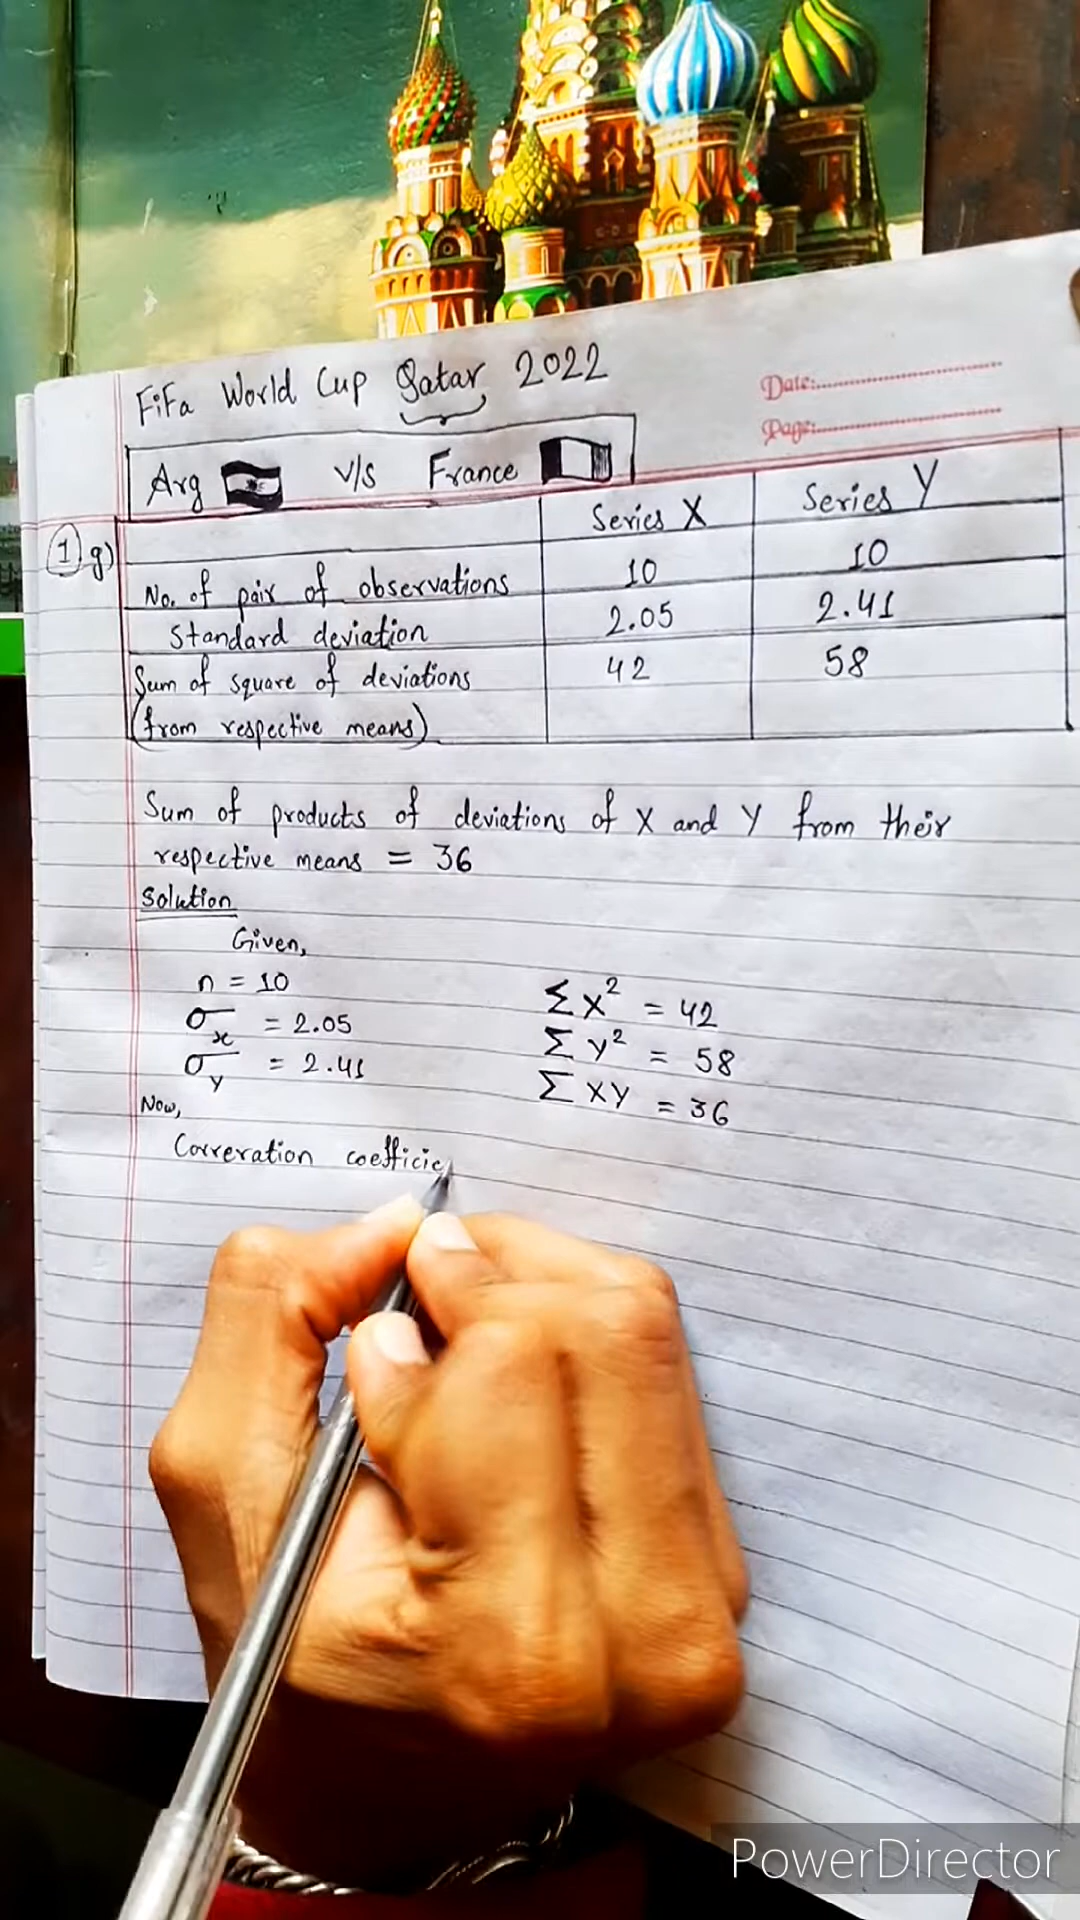 FiFa World Cup Qatar 2022
Date:
Page:
Arg v/s France
Series X Series Y
1 g)
No. of pair of observations 10 10
Standard deviation 2.05 2.41
Sum of square of deviations 42 58
(from respective means)
Sum of products of deviations of X and Y from their
respective means = 36
Solution
Given,
n = 10
Σx² = 42
σx = 2.05
Σy² = 58
σy = 2.41
Σxy = 36
Now,
Correration coefficie
PowerDirector